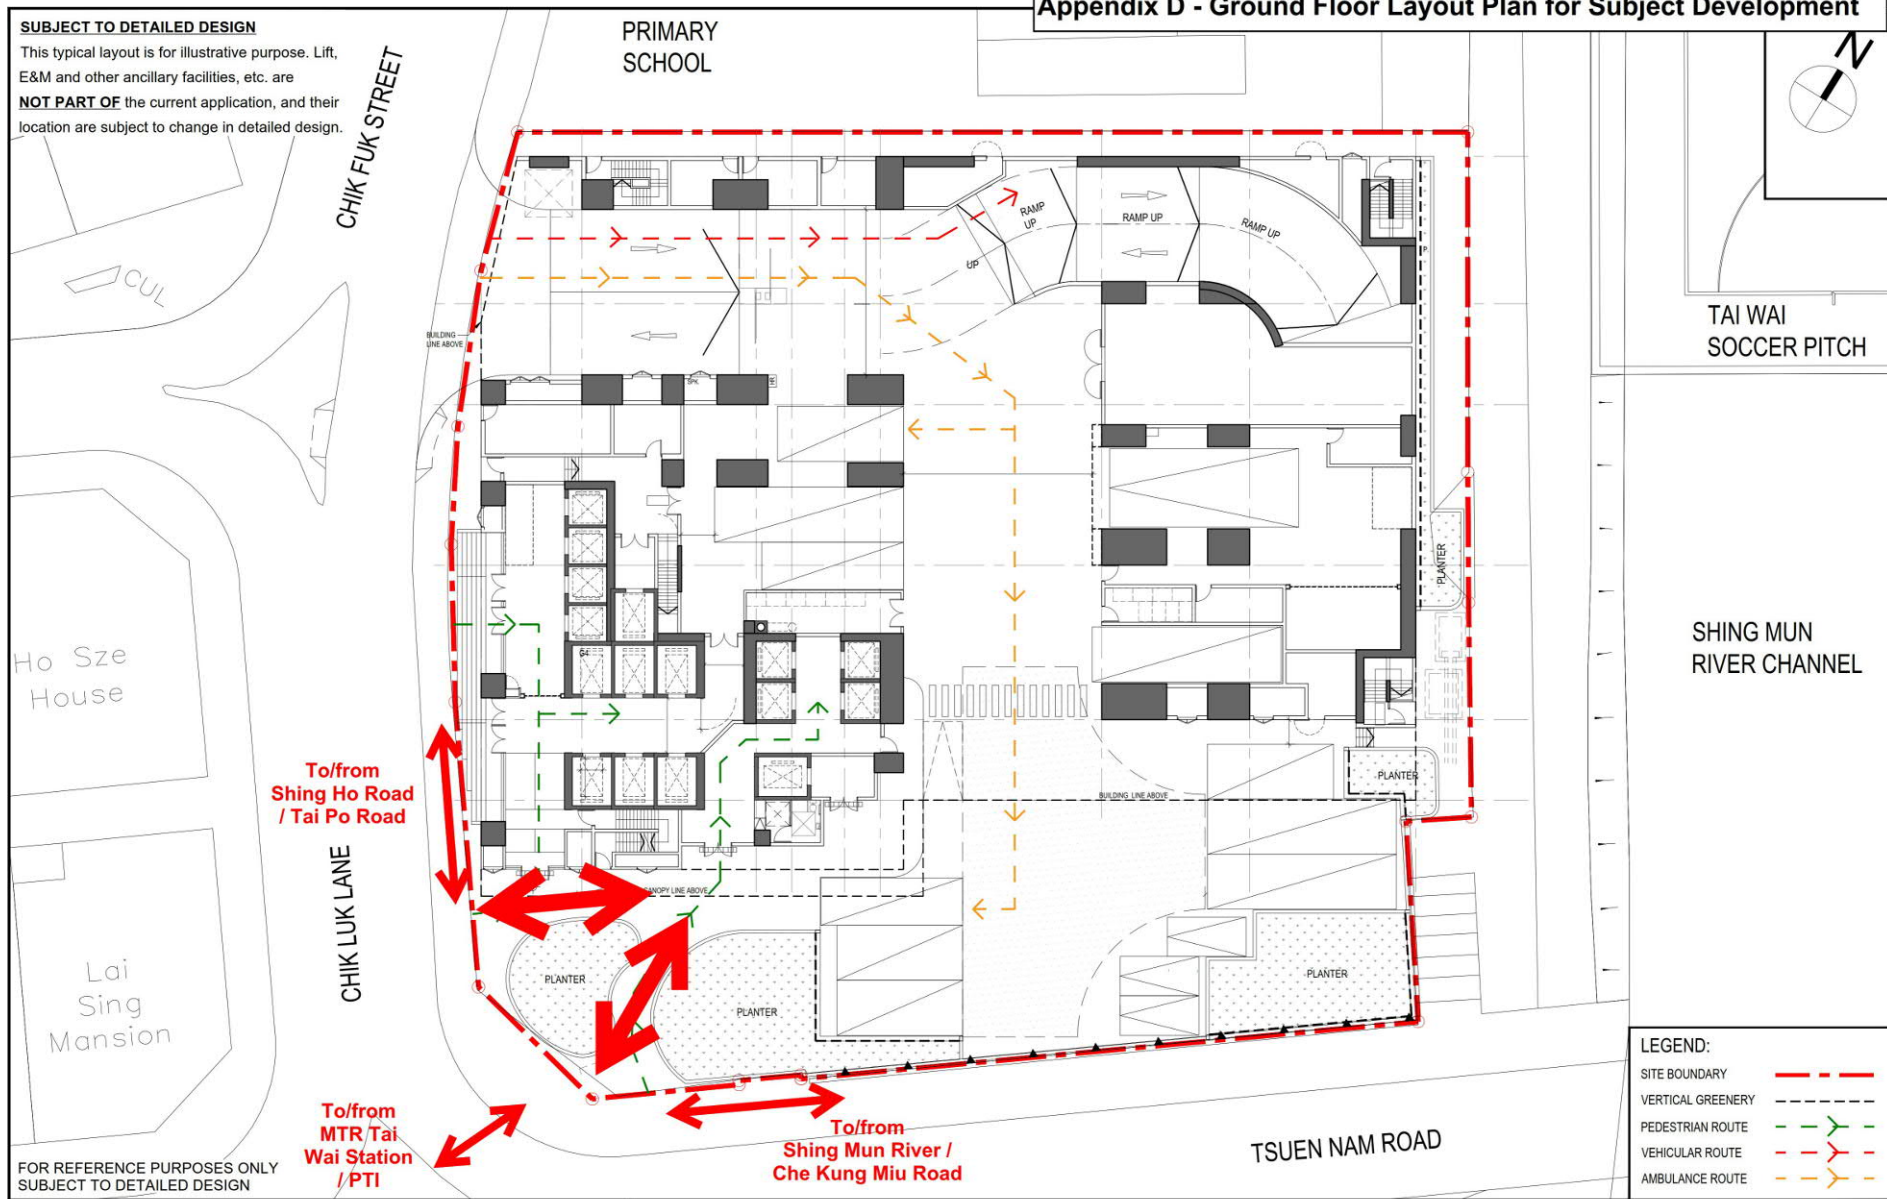 Appendix D - Ground Floor Layout Plan for Subject Development
SUBJECT TO DETAILED DESIGN
This typical layout is for illustrative purpose. Lift,
E&M and other ancillary facilities, etc. are
NOT PART OF the current application, and their
location are subject to change in detailed design.
PRIMARY
SCHOOL
N
CHIK FUK STREET
CUL
RAMP
UP
RAMP UP
RAMP UP
UP
BUILDING
LINE ABOVE
SPK.
HR
TAI WAI
SOCCER PITCH
PLANTER
SHING MUN
RIVER CHANNEL
Ho Sze
House
G4
To/from
Shing Ho Road
/ Tai Po Road
PLANTER
BUILDING LINE ABOVE
CANOPY LINE ABOVE
CHIK LUK LANE
Lai
Sing
Mansion
PLANTER
PLANTER
PLANTER
To/from
MTR Tai
Wai Station
/ PTI
To/from
Shing Mun River /
Che Kung Miu Road
TSUEN NAM ROAD
LEGEND:
SITE BOUNDARY
VERTICAL GREENERY
PEDESTRIAN ROUTE
VEHICULAR ROUTE
AMBULANCE ROUTE
FOR REFERENCE PURPOSES ONLY
SUBJECT TO DETAILED DESIGN